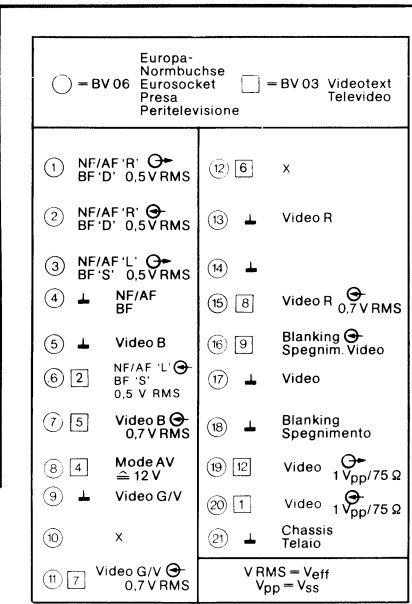 Europa-
Normbuchse
= BV 06 Eurosocket
Presa
Peritelevisione
= BV 03 Videotext
Televideo
1 NF/AF 'R'
BF 'D' 0,5 V RMS
2 NF/AF 'R'
BF 'D' 0,5 V RMS
3 NF/AF 'L'
BF 'S' 0,5 V RMS
4 NF/AF
BF
5 Video B
6 2 NF/AF 'L'
BF 'S'
0,5 V RMS
7 5 Video B
0,7 V RMS
8 4 Mode AV
≙ 12 V
9 Video G/V
10 X
11 7 Video G/V
0,7 V RMS
12 6 X
13 Video R
14
15 8 Video R
0,7 V RMS
16 9 Blanking
Spegnim. Video
17 Video
18 Blanking
Spegnimento
19 12 Video
1 Vpp/75 Ω
20 1 Video
1 Vpp/75 Ω
21 Chassis
Telaio
V RMS = Veff
Vpp = Vss